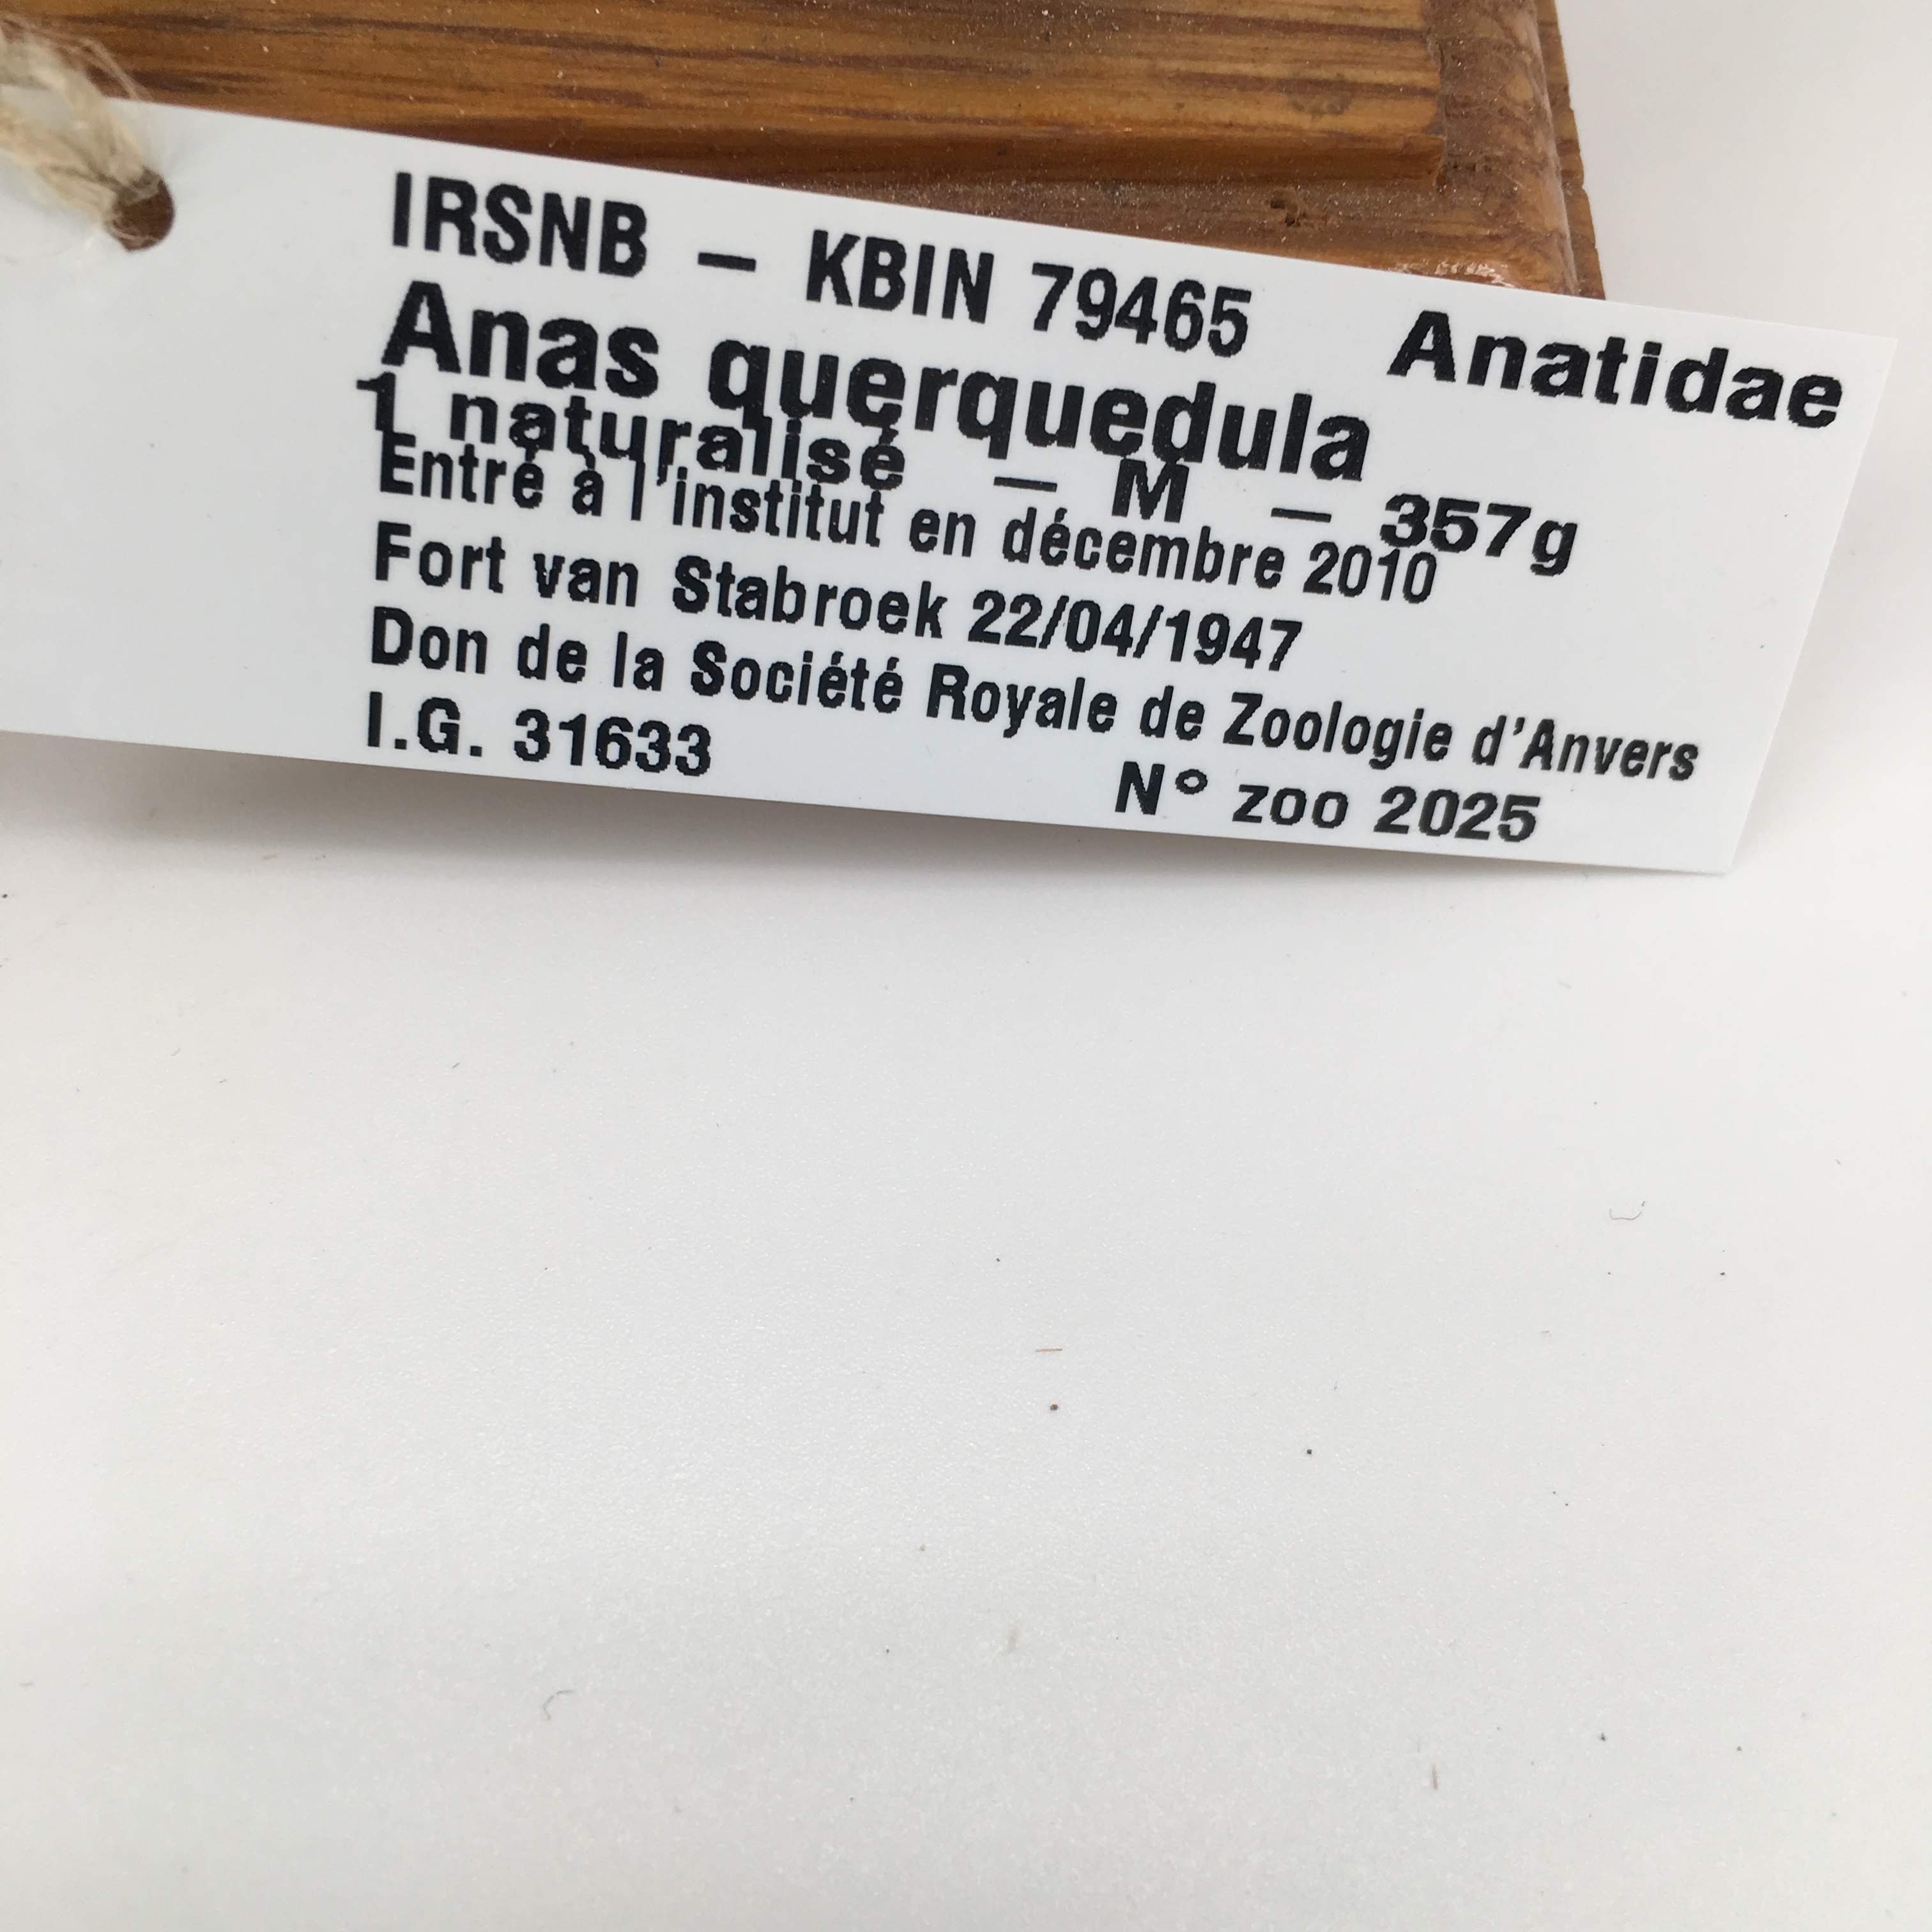 IRSNB – KBIN 79465 Anatidae
Anas querquedula
1 naturalisé – M – 357g
Entré à l'institut en décembre 2010
Fort van Stabroek 22/04/1947
Don de la Société Royale de Zoologie d'Anvers
I.G. 31633 N° zoo 2025